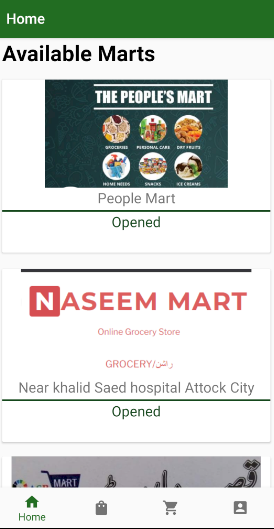 Home
Available Marts
THE PEOPLE'S MART
GROCERIES PERSONAL CARE DRY FRUITS
HOME NEEDS SNACKS ICE CREAMS
People Mart
Opened
NASEEM MART
Online Grocery Store
GROCERY/راشن
Near khalid Saed hospital Attock City
Opened
MART
Home